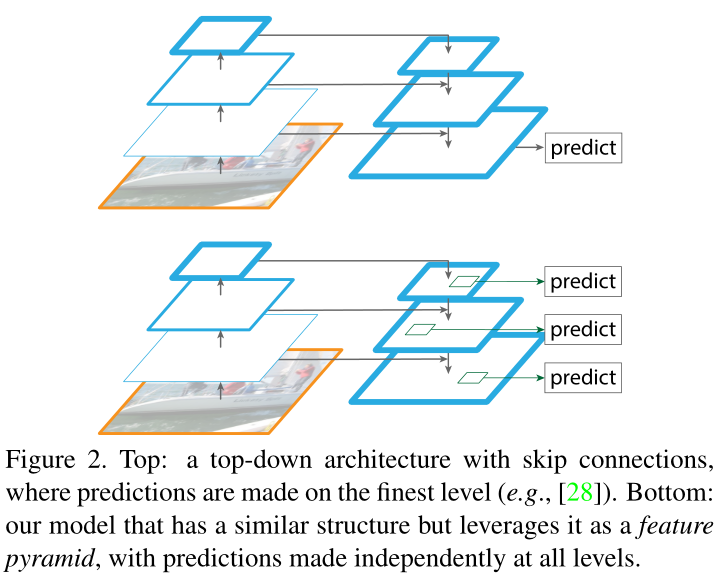 predict
predict
predict
predict
Figure 2. Top: a top-down architecture with skip connections,
where predictions are made on the finest level (e.g., [28]). Bottom:
our model that has a similar structure but leverages it as a feature
pyramid, with predictions made independently at all levels.